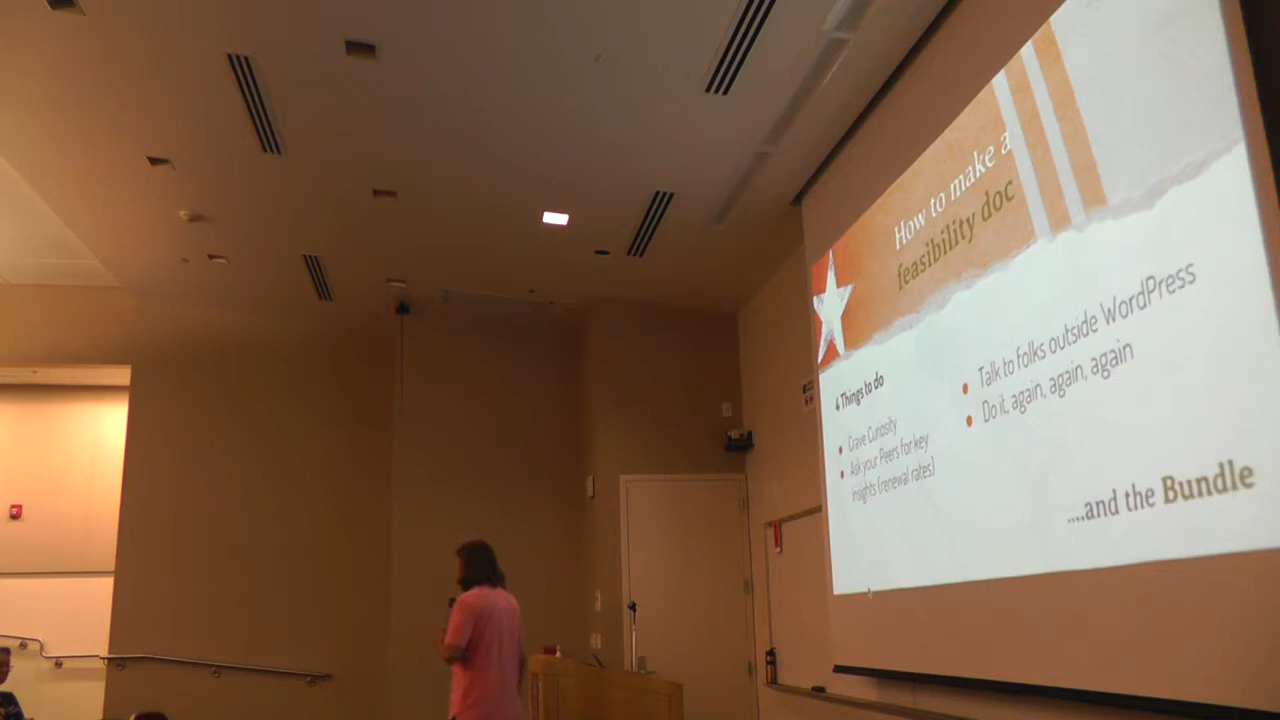 How to make a
feasibility doc
4 Things to do
Crave Curiosity
Ask your Peers for key
insights (renewal rates)
Talk to folks outside WordPress
Do it, again, again, again
....and the Bundle